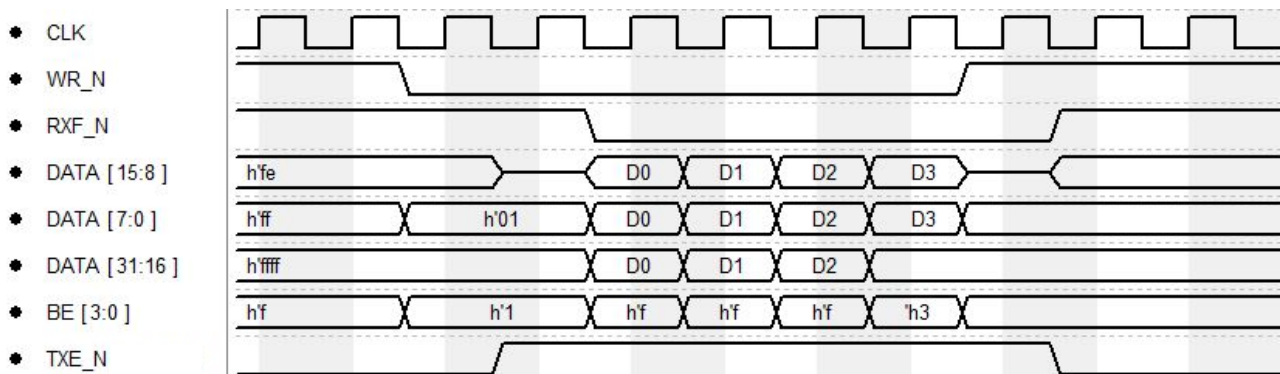 CLK
WR_N
RXF_N
DATA [15:8] h'fe D0 D1 D2 D3
DATA [7:0] h'ff h'01 D0 D1 D2 D3
DATA [31:16] h'ffff D0 D1 D2
BE [3:0] h'f h'1 h'f h'f h'f 'h3
TXE_N